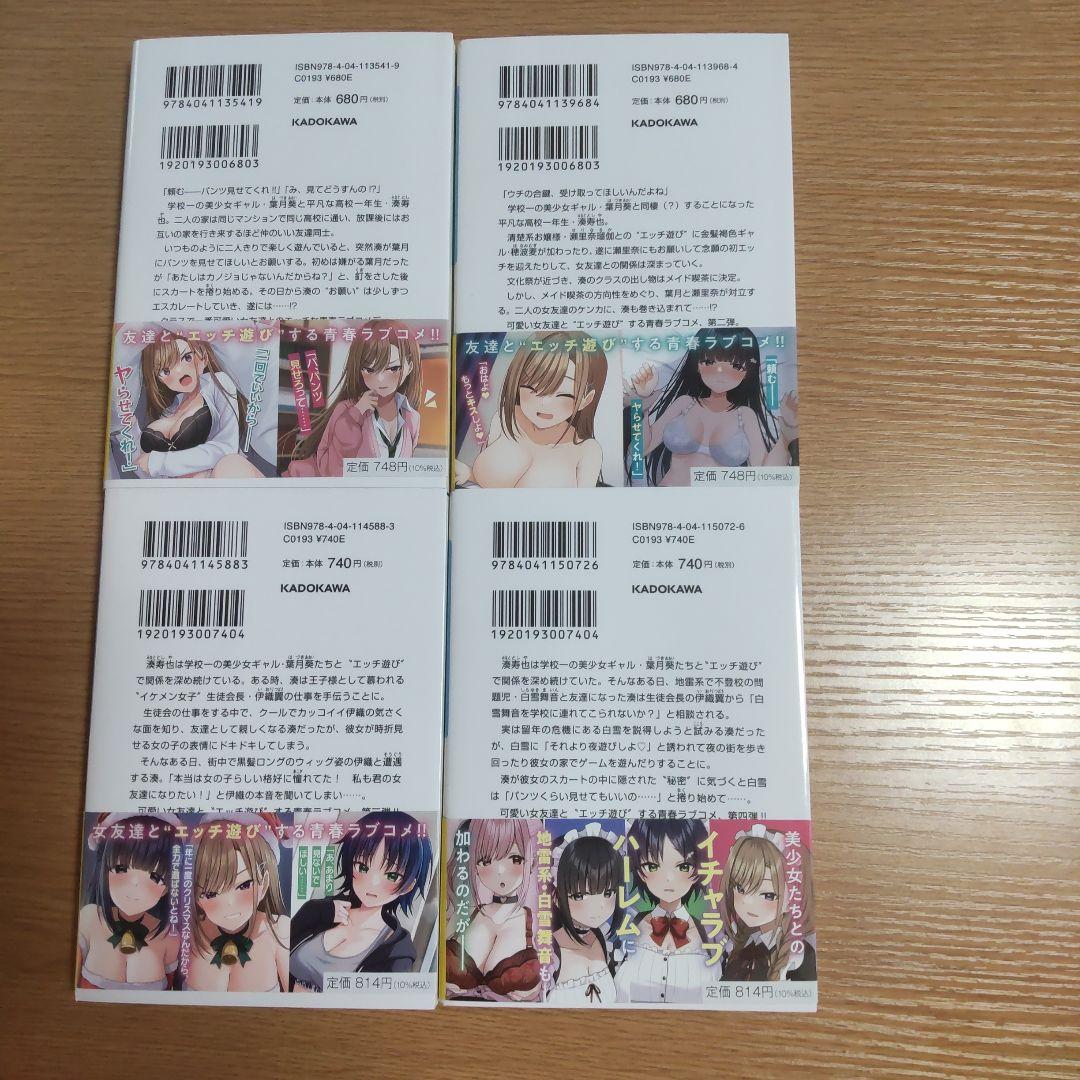 ISBN978-4-04-113541-9
C0193 ¥680E
定価：本体 680円（税別）
9784041135419
KADOKAWA
1920193006803
「頼む――パンツ見せてくれ!!」「み、見てどうすんの!?」
学校一の美少女ギャル・葉月葵と平凡な高校一年生・湊寿
也。二人の家は同じマンションで同じ高校に通い、放課後にはお
互いの家を行き来するほど仲のいい友達同士。
いつものように二人きりで楽しく遊んでいると、突然湊が葉月
にパンツを見せてほしいとお願いする。初めは嫌がる葉月だった
が「あたしはカノジョじゃないんだからね？」と、釘をさした後
にスカートを捲り始める。その日から湊の“お願い”は少しずつ
エスカレートしていき、遂には……!?
友達と“エッチ遊び”する青春ラブコメ!!
「一回でいいから――
ヤらせてくれ！」
「パ、パンツ
見せろって……」
定価 748円（10%税込）
ISBN978-4-04-113968-4
C0193 ¥680E
定価：本体 680円（税別）
9784041139684
KADOKAWA
1920193006803
「ウチの合鍵、受け取ってほしいんだよね」
学校一の美少女ギャル・葉月葵と同棲（？）することになった
平凡な高校一年生・湊寿也。
清楚系お嬢様・瀬里奈瑠伽との“エッチ遊び”に金髪褐色ギャ
ル・穂波麦が加わったり、遂に瀬里奈にもお願いして念願の初エッ
チを迎えたりして、女友達との関係は深まっていく。
文化祭が近づき、湊のクラスの出し物はメイド喫茶に決定。
しかし、メイド喫茶の方向性をめぐり、葉月と瀬里奈が対立す
る。二人の女友達のケンカに、湊も巻き込まれて……!?
可愛い女友達と“エッチ遊び”する青春ラブコメ、第二弾。
友達と“エッチ遊び”する青春ラブコメ!!
「おはよ♥
もっとキスしよ♥」
「頼む――
ヤらせてくれ！」
定価 748円（10%税込）
ISBN978-4-04-114588-3
C0193 ¥740E
定価：本体 740円（税別）
9784041145883
KADOKAWA
1920193007404
湊寿也は学校一の美少女ギャル・葉月葵たちと“エッチ遊び”
で関係を深め続けている。ある時、湊は王子様として慕われる
“イケメン女子”生徒会長・伊織翼の仕事を手伝うことに。
生徒会の仕事をする中で、クールでカッコイイ伊織の気さく
な面を知り、友達として親しくなる湊だったが、彼女が時折見
せる女の子の表情にドキドキしてしまう。
そんなある日、街中で黒髪ロングのウィッグ姿の伊織と遭遇
する湊。「本当は女の子らしい格好に憧れてた！　私も君の女
友達になりたい！」と伊織の本音を聞いてしまい……。
可愛い女友達と“エッチ遊び”する青春ラブコメ、第三弾!!
女友達と“エッチ遊び”する青春ラブコメ!!
「年に一度のクリスマスなんだから、
全力で遊ばないとね！」
「あ、あまり
見ないで
ほしい……」
定価 814円（10%税込）
ISBN978-4-04-115072-6
C0193 ¥740E
定価：本体 740円（税別）
9784041150726
KADOKAWA
1920193007404
湊寿也は学校一の美少女ギャル・葉月葵たちと“エッチ遊び”
で関係を深め続けていた。そんなある日、地雷系で不登校の問
題児・白雪舞音と友達になった湊は生徒会長の伊織翼から「白
雪舞音を学校に連れてこられないか？」と相談される。
実は留年の危機にある白雪を説得しようと試みる湊だった
が、白雪に「それより夜遊びしよ♡」と誘われて夜の街を歩き
回ったり彼女の家でゲームを遊んだりすることに。
湊が彼女のスカートの中に隠された“秘密”に気づくと白雪
は「パンツくらい見せてもいいの……」と捲り始めて……。
可愛い女友達と“エッチ遊び”する青春ラブコメ、第四弾!!
美少女たちとの
イチャラブ
ハーレムに
地雷系・白雪舞音も
加わるのだが――
定価 814円（10%税込）